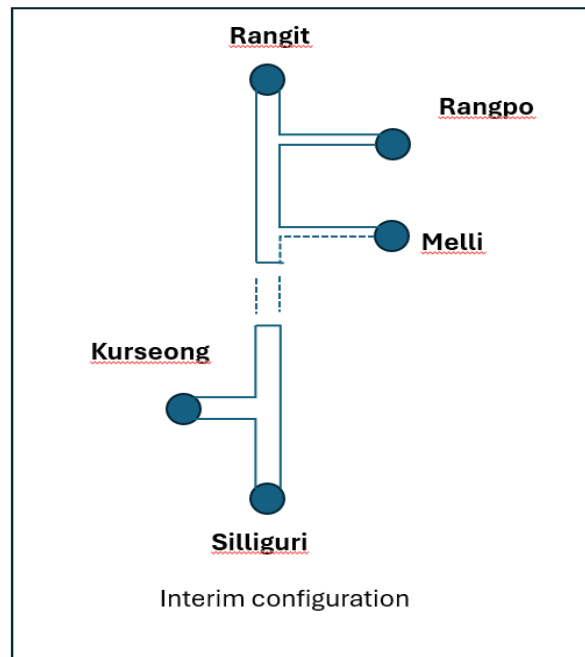 Rangit
Rangpo
Melli
Kurseong
Silliguri
Interim configuration